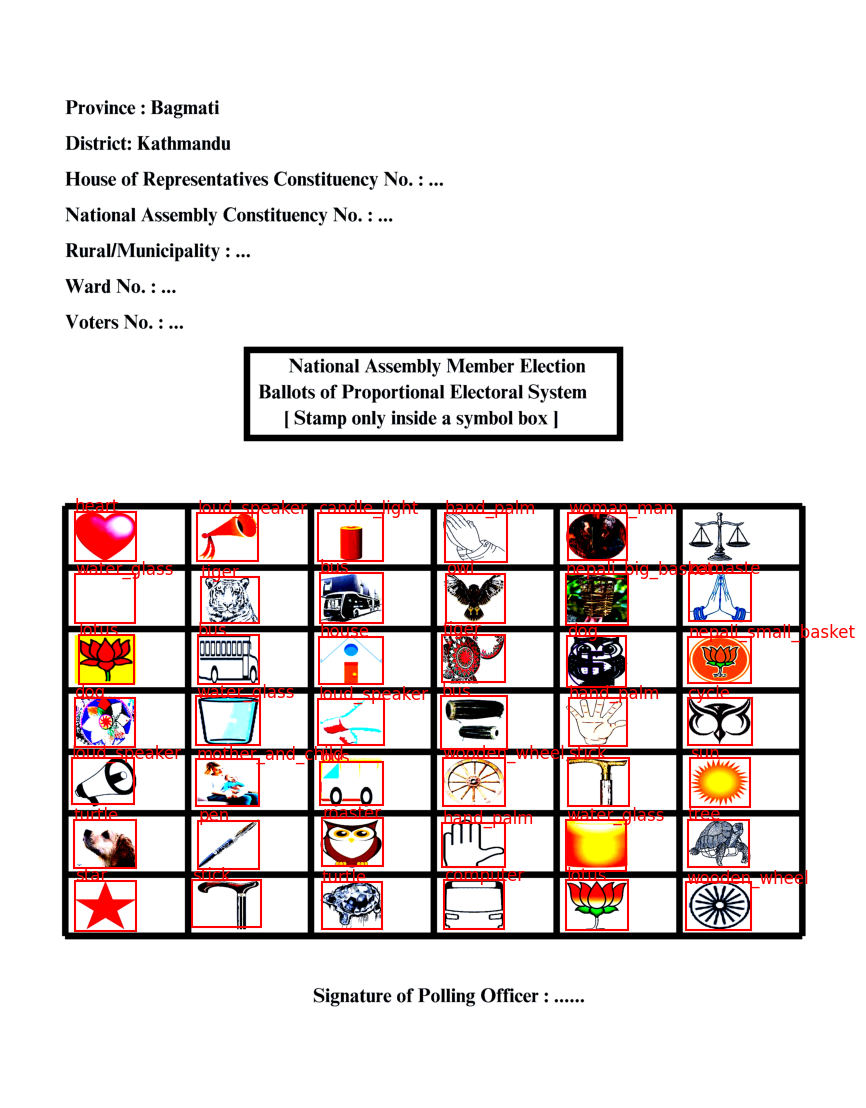 Province : Bagmati
District: Kathmandu
House of Representatives Constituency No. : ...
National Assembly Constituency No. : ...
Rural/Municipality : ...
Ward No. : ...
Voters No. : ...
National Assembly Member Election
Ballots of Proportional Electoral System
[ Stamp only inside a symbol box ]
heart loud_speaker candle_light hand_palm woman_man
water_glass tiger bus owl nepali_big_basket namaste
lotus bus house tiger dog nepali_small_basket
dog water_glass loud_speaker bus hand_palm cycle
loud_speaker mother_and_child bus wooden_wheel stick sun
turtle pen master hand_palm water_glass tree
star stick turtle computer lotus wooden_wheel
Signature of Polling Officer : ......